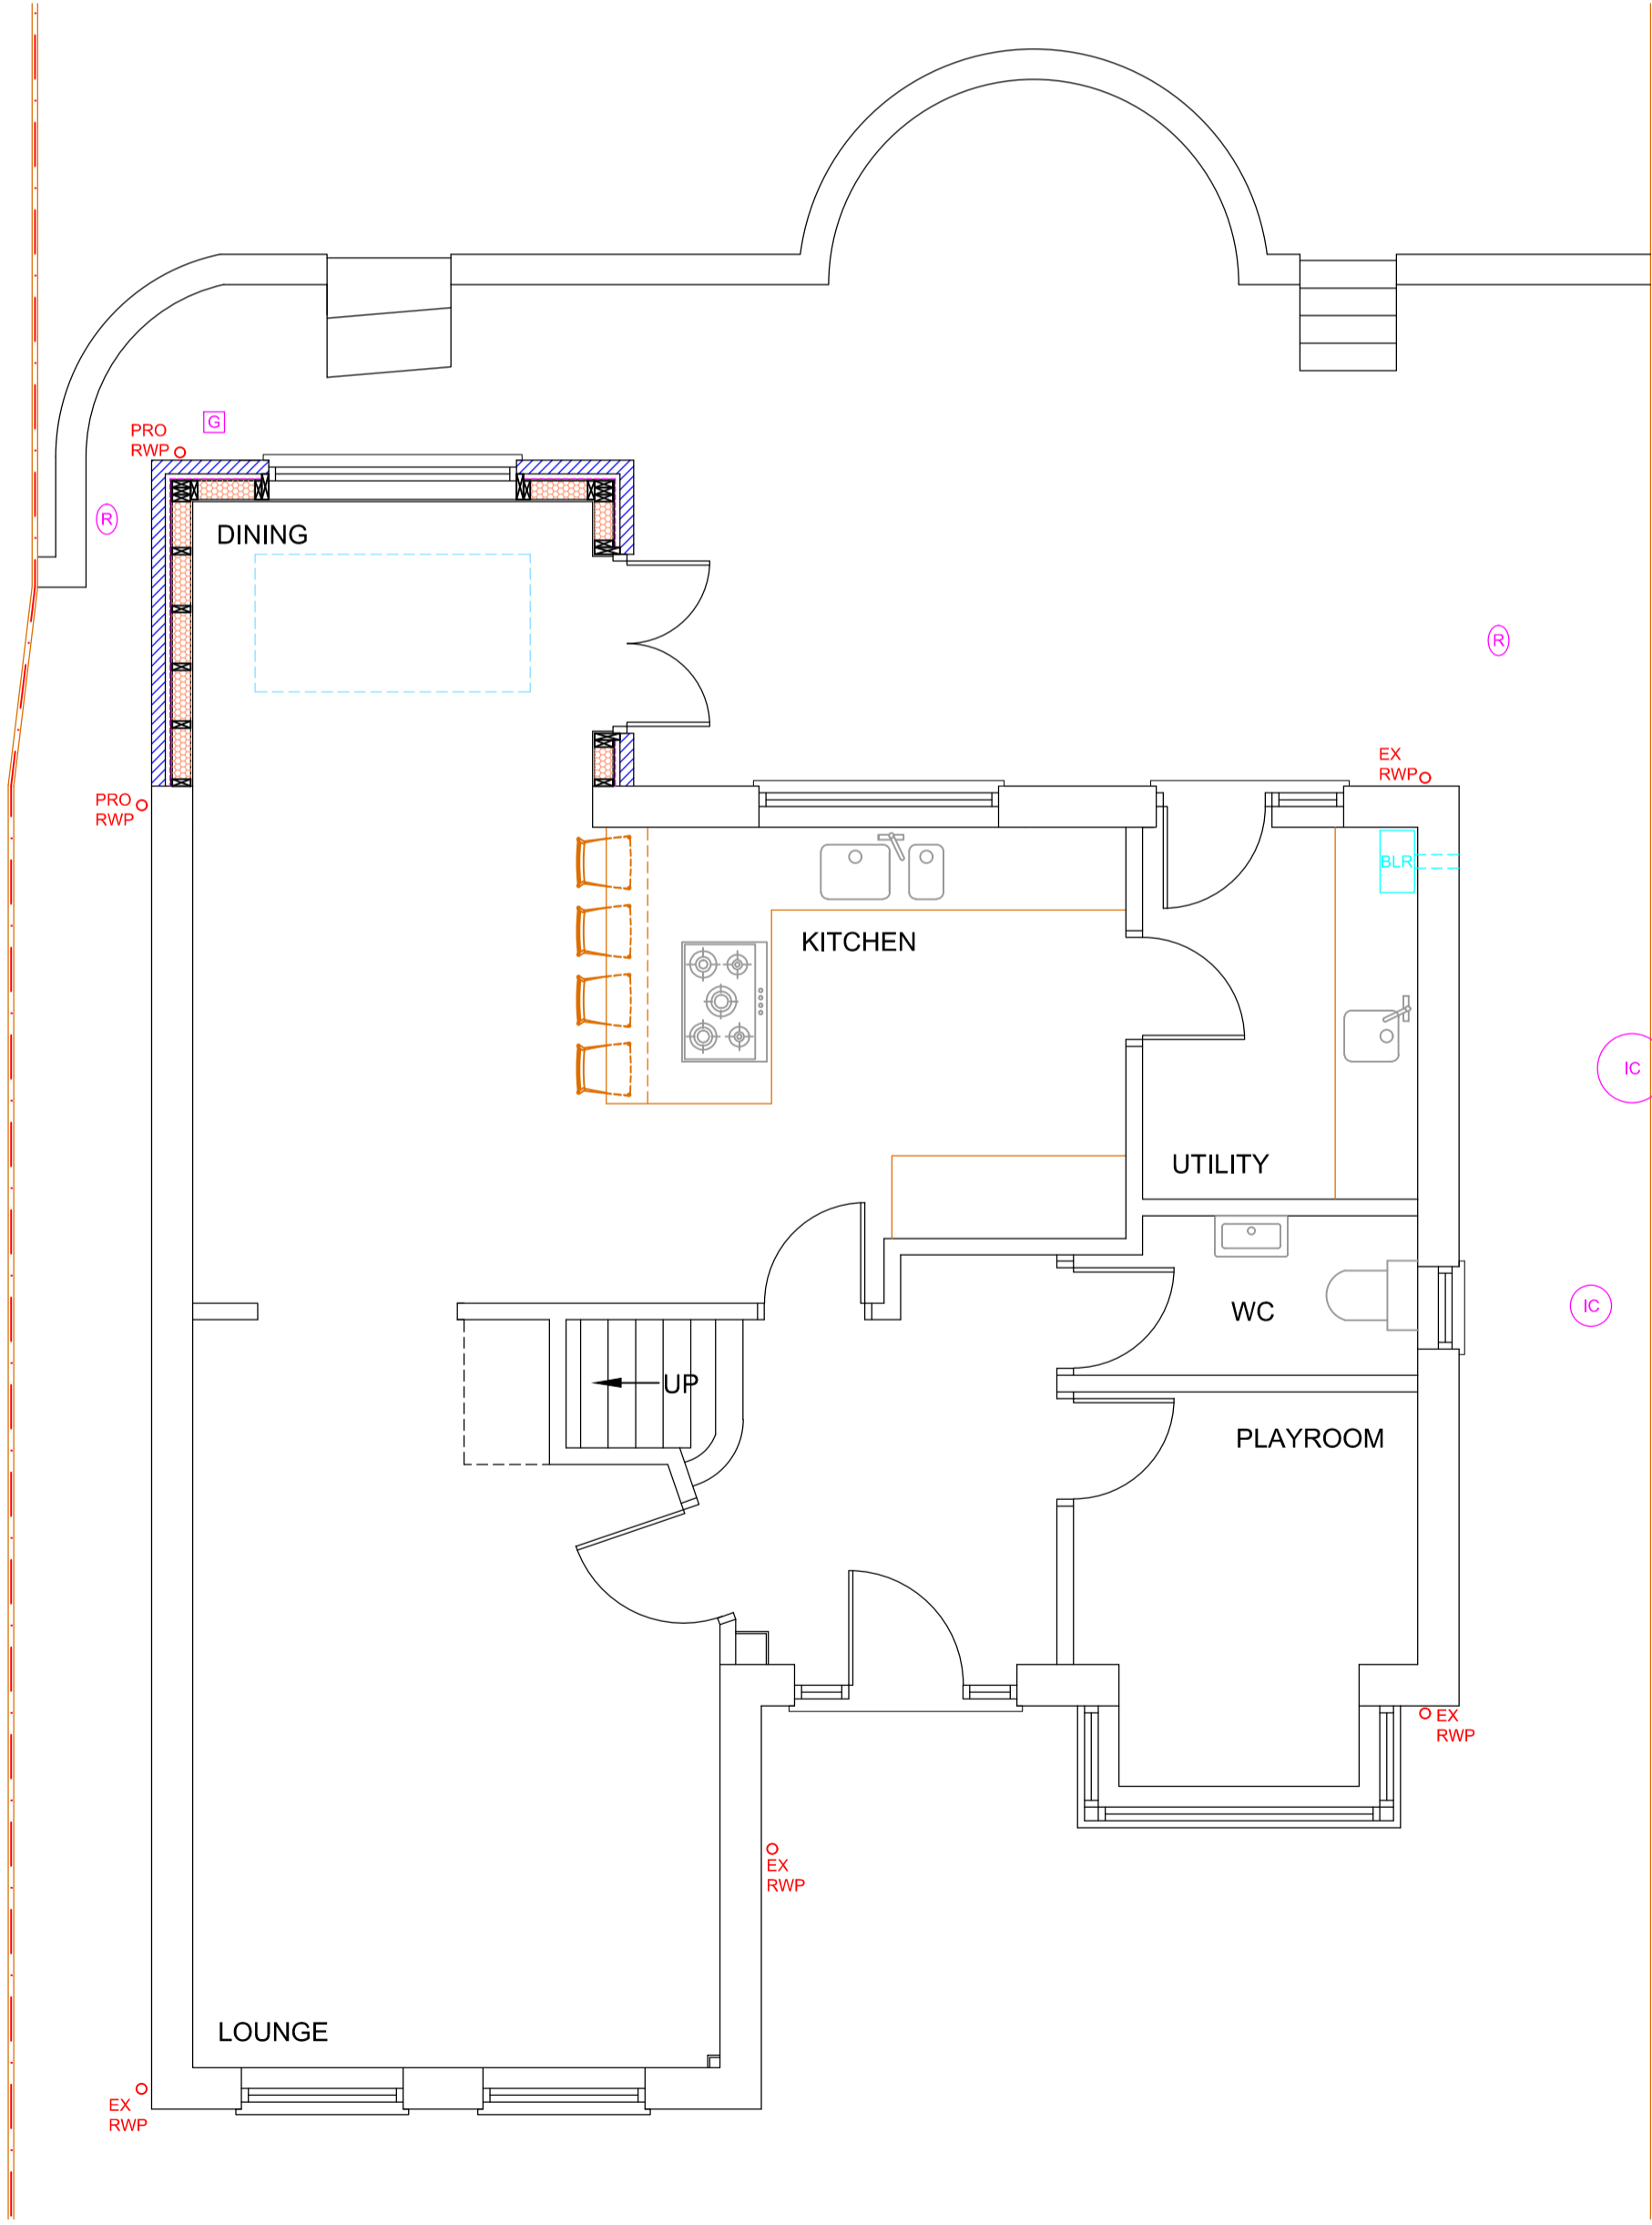 G
PRO
RWP
R
DINING
R
EX
RWP
PRO
RWP
BLR
KITCHEN
IC
UTILITY
IC
WC
UP
PLAYROOM
EX
RWP
EX
RWP
LOUNGE
EX
RWP